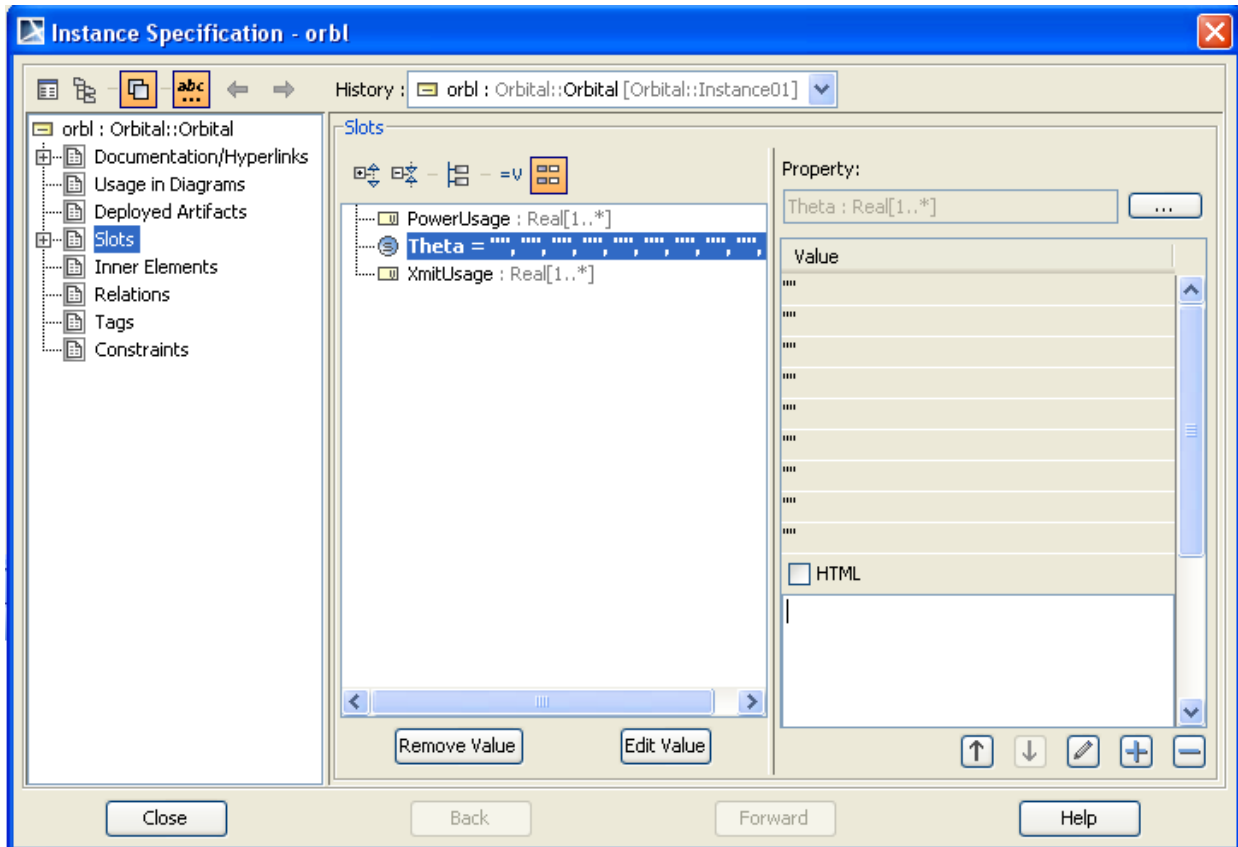 Instance Specification - orbl
abc
History : orbl : Orbital::Orbital [Orbital::Instance01]
orbl : Orbital::Orbital
Documentation/Hyperlinks
Usage in Diagrams
Deployed Artifacts
Slots
Inner Elements
Relations
Tags
Constraints
Slots
=v
PowerUsage : Real[1..*]
Theta = "", "", "", "", "", "", "", "", "",
XmitUsage : Real[1..*]
Remove Value
Edit Value
Property:
Theta : Real[1..*]
...
Value
""
""
""
""
""
""
""
""
""
HTML
Close
Back
Forward
Help